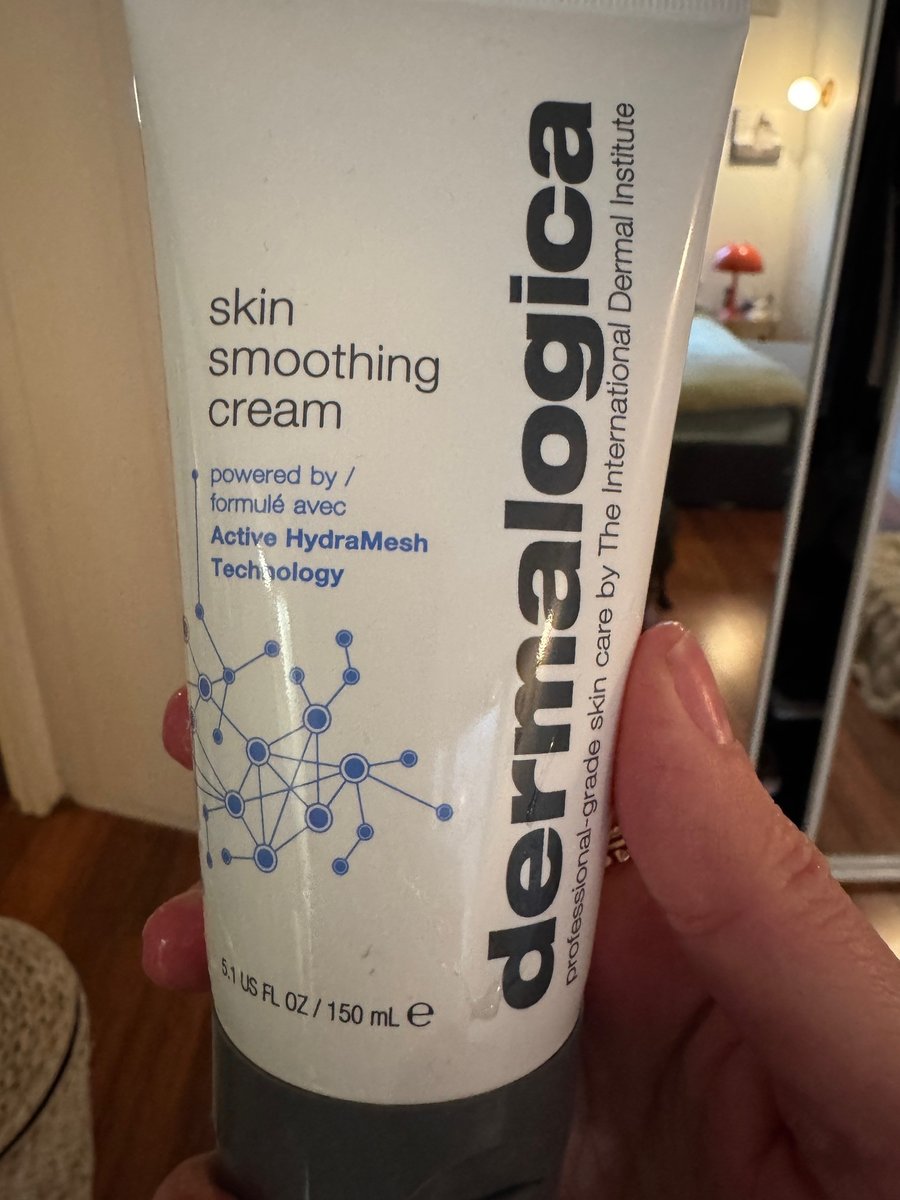 skin
smoothing
cream
powered by /
formulé avec
Active HydraMesh
Technology
5.1 US FL OZ / 150 mL e
dermalogica
professional-grade skin care by The International Dermal Institute